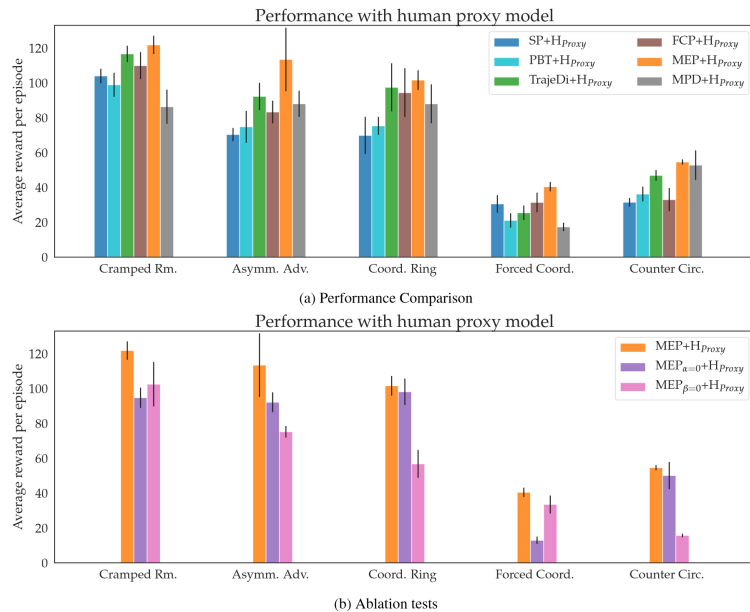 Performance with human proxy model
Average reward per episode
120
100
80
60
40
20
0
SP+H_Proxy
PBT+H_Proxy
TrajeDi+H_Proxy
FCP+H_Proxy
MEP+H_Proxy
MPD+H_Proxy
Cramped Rm. Asymm. Adv. Coord. Ring Forced Coord. Counter Circ.
(a) Performance Comparison
Performance with human proxy model
Average reward per episode
120
100
80
60
40
20
0
MEP+H_Proxy
MEP_α=0+H_Proxy
MEP_β=0+H_Proxy
Cramped Rm. Asymm. Adv. Coord. Ring Forced Coord. Counter Circ.
(b) Ablation tests